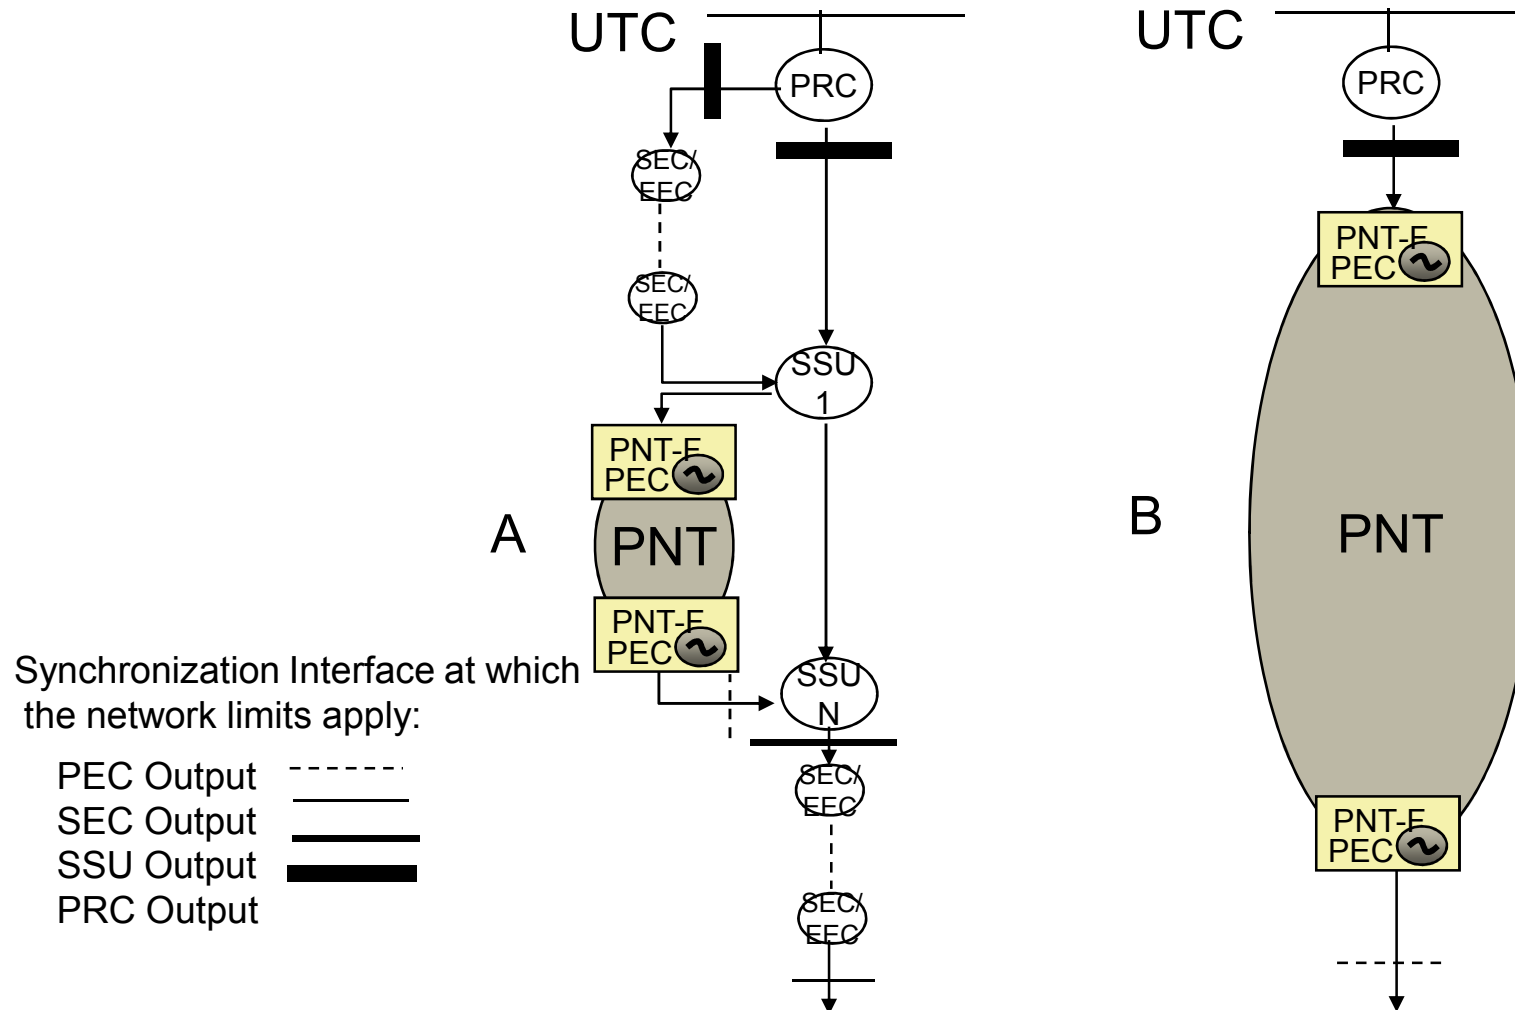 UTC
PRC
SEC/
EEC
SEC/
EEC
SSU
1
PNT-F
PEC
A
PNT
PNT-F
PEC
SSU
N
SEC/
EEC
SEC/
EEC
Synchronization Interface at which
the network limits apply:
PEC Output
SEC Output
SSU Output
PRC Output
UTC
PRC
PNT-F
PEC
B
PNT
PNT-F
PEC